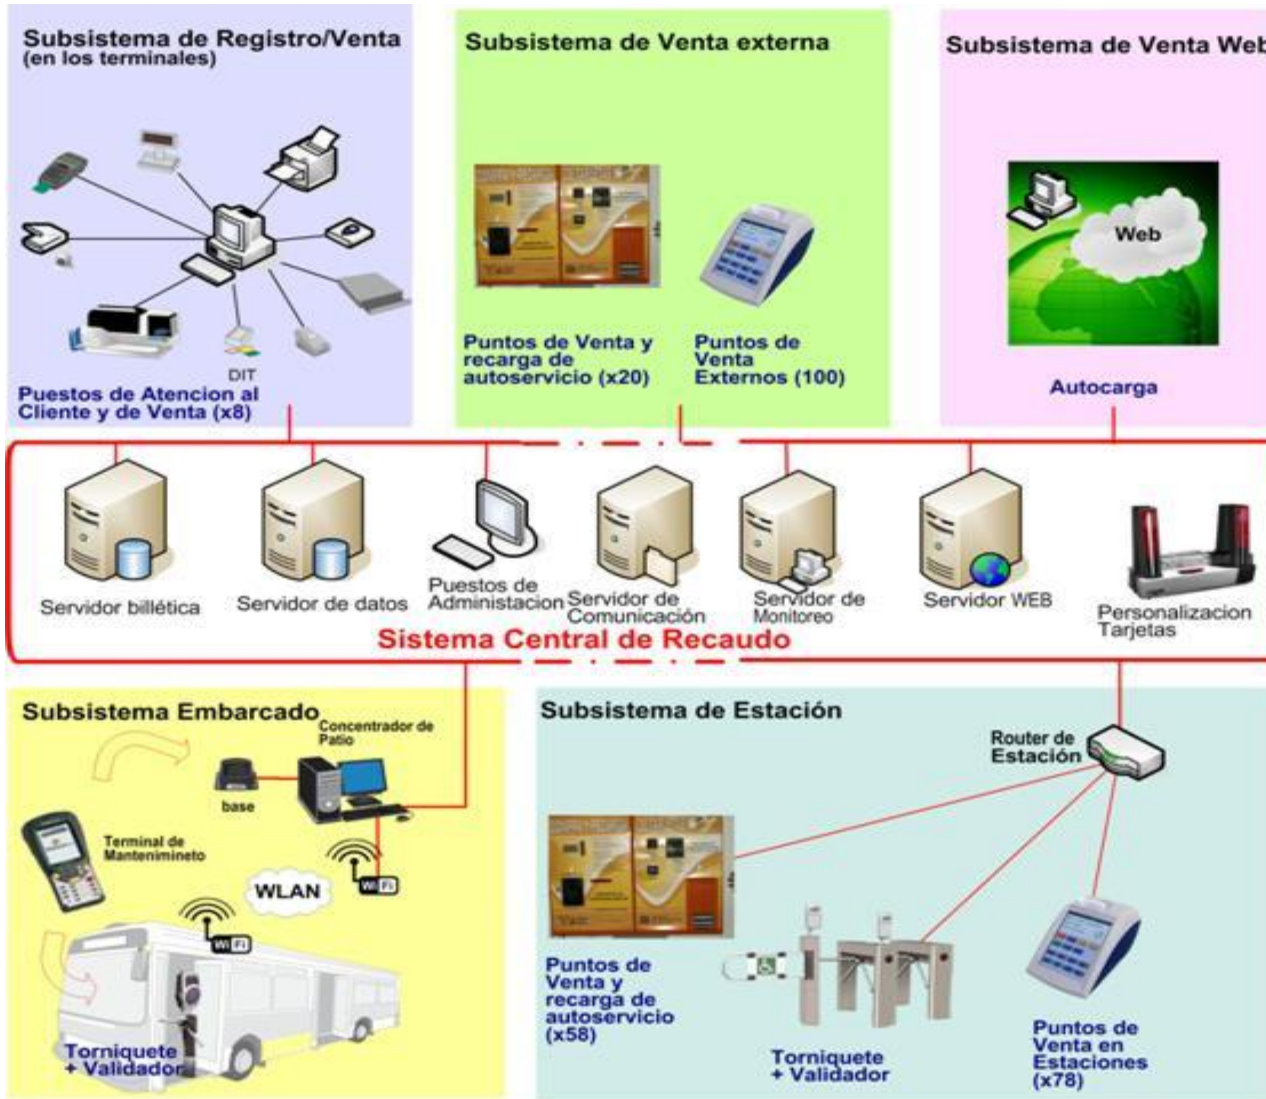 Subsistema de Registro/Venta
(en los terminales)
DIT
Puestos de Atencion al
Cliente y de Venta (x8)
Subsistema de Venta externa
Puntos de Venta y
recarga de
autoservicio (x20)
Puntos de
Venta
Externos (100)
Subsistema de Venta Web
Web
Autocarga
Servidor billética
Servidor de datos
Puestos de
Administacion
Servidor de
Comunicación
Servidor de
Monitoreo
Servidor WEB
Personalizacion
Tarjetas
Sistema Central de Recaudo
Subsistema Embarcado
Concentrador de
Patio
base
Terminal de
Mantenimineto
WLAN
Wi Fi
Wi Fi
Torniquete
+ Validador
Subsistema de Estación
Router de
Estación
Puntos de
Venta y
recarga de
autoservicio
(x58)
Torniquete
+ Validador
Puntos de
Venta en
Estaciones
(x78)